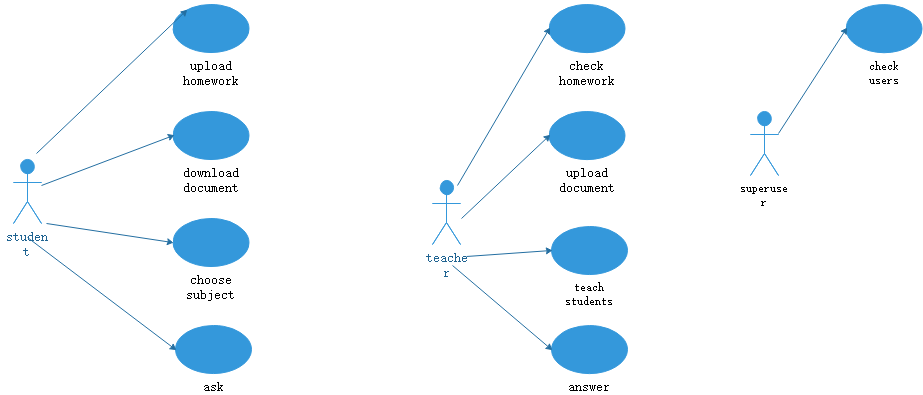 upload
homework
download
document
studen
t
choose
subject
ask
check
homework
upload
document
teache
r
teach
students
answer
check
users
superuse
r